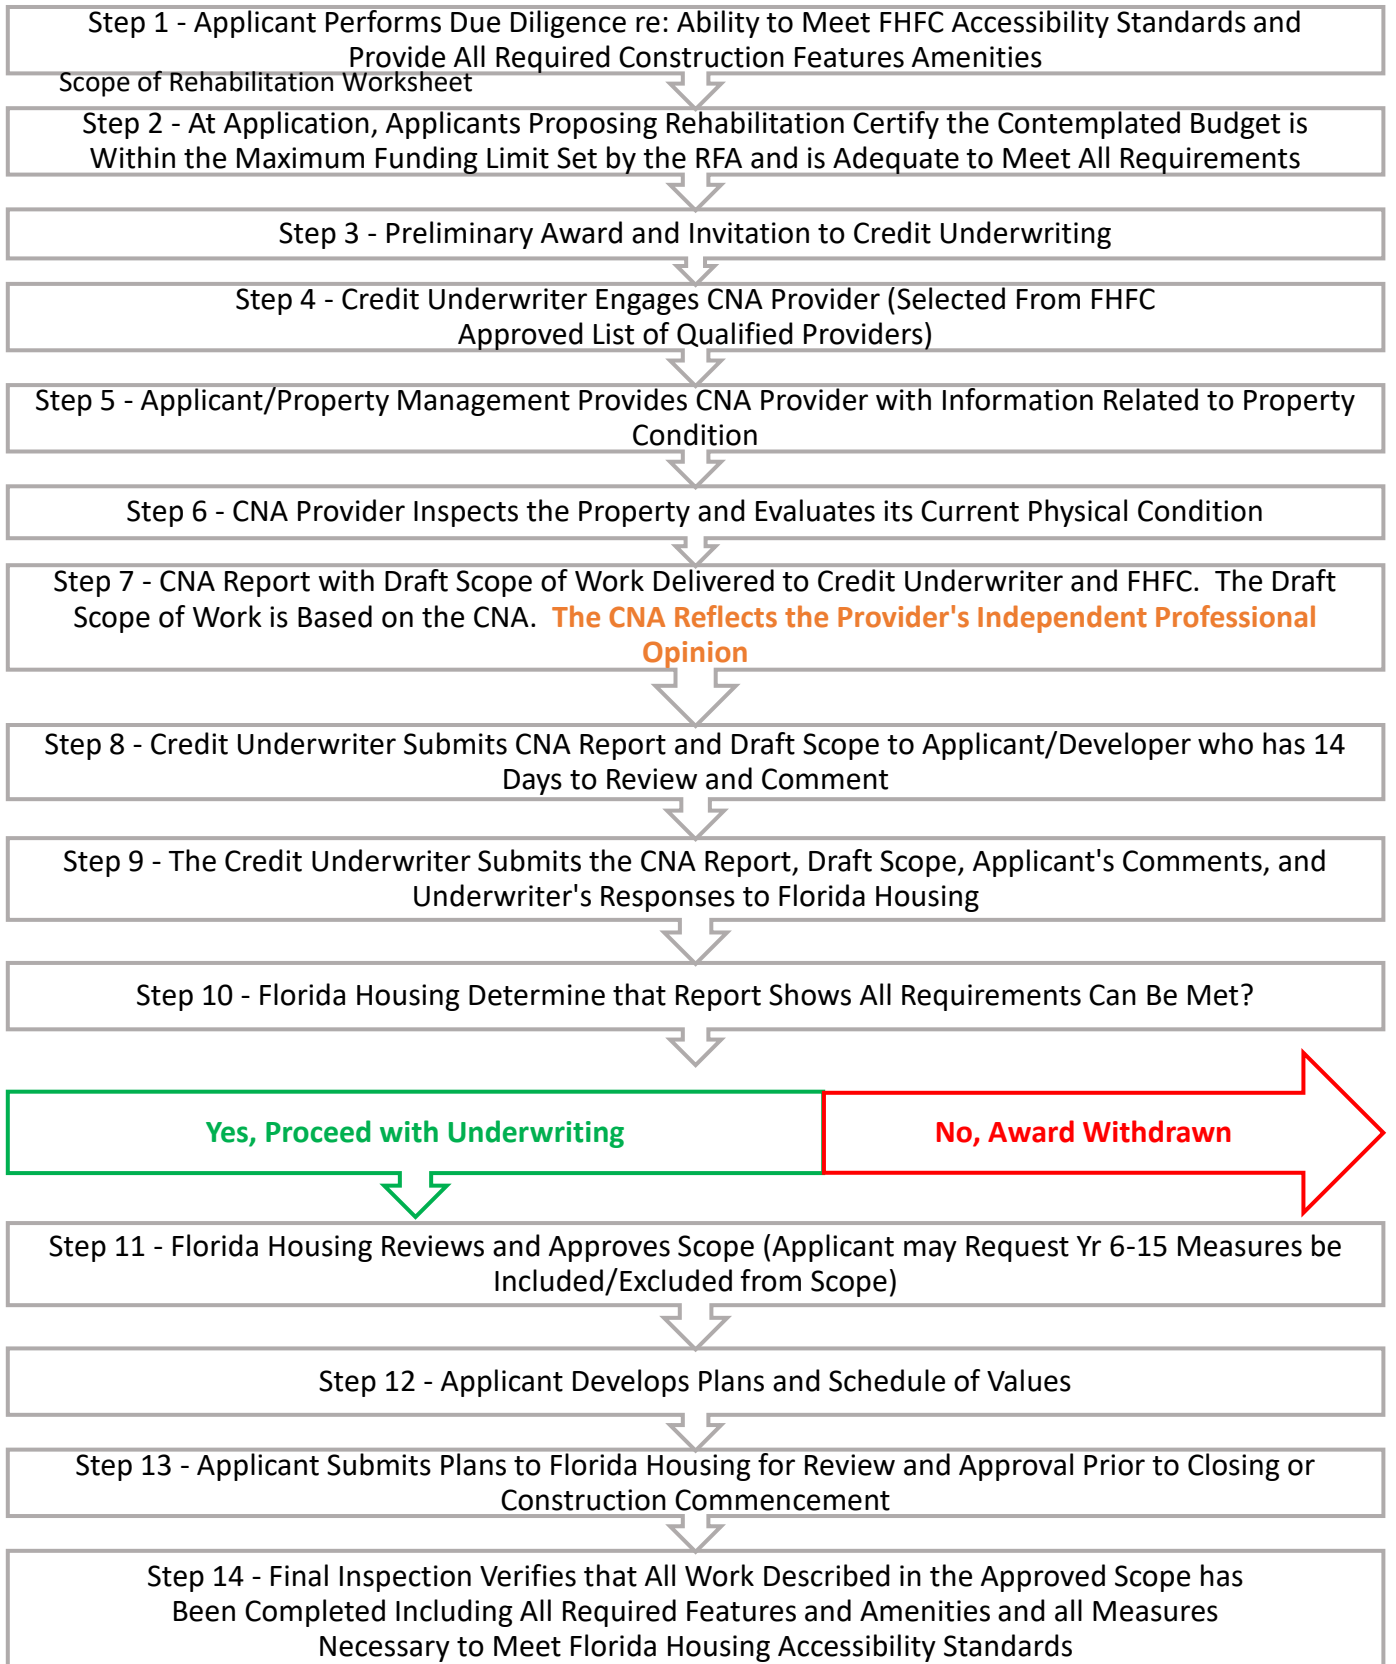 Step 1 - Applicant Performs Due Diligence re: Ability to Meet FHFC Accessibility Standards and
Provide All Required Construction Features Amenities
Scope of Rehabilitation Worksheet
Step 2 - At Application, Applicants Proposing Rehabilitation Certify the Contemplated Budget is
Within the Maximum Funding Limit Set by the RFA and is Adequate to Meet All Requirements
Step 3 - Preliminary Award and Invitation to Credit Underwriting
Step 4 - Credit Underwriter Engages CNA Provider (Selected From FHFC
Approved List of Qualified Providers)
Step 5 - Applicant/Property Management Provides CNA Provider with Information Related to Property
Condition
Step 6 - CNA Provider Inspects the Property and Evaluates its Current Physical Condition
Step 7 - CNA Report with Draft Scope of Work Delivered to Credit Underwriter and FHFC.  The Draft
Scope of Work is Based on the CNA.  The CNA Reflects the Provider's Independent Professional
Opinion
Step 8 - Credit Underwriter Submits CNA Report and Draft Scope to Applicant/Developer who has 14
Days to Review and Comment
Step 9 - The Credit Underwriter Submits the CNA Report, Draft Scope, Applicant's Comments, and
Underwriter's Responses to Florida Housing
Step 10 - Florida Housing Determine that Report Shows All Requirements Can Be Met?
Yes, Proceed with Underwriting
No, Award Withdrawn
Step 11 - Florida Housing Reviews and Approves Scope (Applicant may Request Yr 6-15 Measures be
Included/Excluded from Scope)
Step 12 - Applicant Develops Plans and Schedule of Values
Step 13 - Applicant Submits Plans to Florida Housing for Review and Approval Prior to Closing or
Construction Commencement
Step 14 - Final Inspection Verifies that All Work Described in the Approved Scope has
Been Completed Including All Required Features and Amenities and all Measures
Necessary to Meet Florida Housing Accessibility Standards